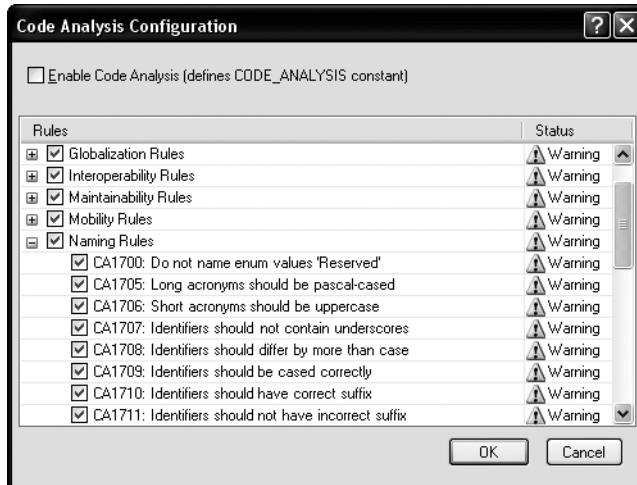 Code Analysis Configuration
Enable Code Analysis (defines CODE_ANALYSIS constant)
Rules Status
Globalization Rules Warning
Interoperability Rules Warning
Maintainability Rules Warning
Mobility Rules Warning
Naming Rules Warning
CA1700: Do not name enum values 'Reserved' Warning
CA1705: Long acronyms should be pascal-cased Warning
CA1706: Short acronyms should be uppercase Warning
CA1707: Identifiers should not contain underscores Warning
CA1708: Identifiers should differ by more than case Warning
CA1709: Identifiers should be cased correctly Warning
CA1710: Identifiers should have correct suffix Warning
CA1711: Identifiers should not have incorrect suffix Warning
OK Cancel